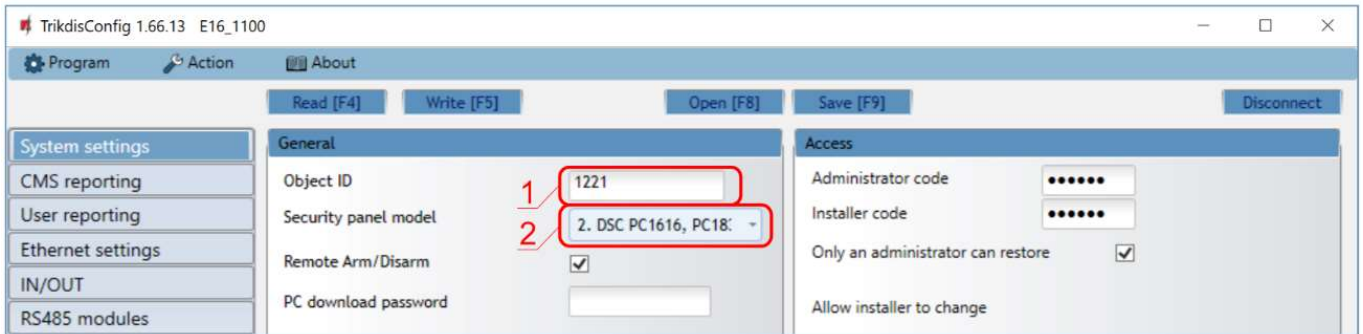 TrikdisConfig 1.66.13 E16_1100
Program Action About
Read [F4] Write [F5] Open [F8] Save [F9] Disconnect
System settings
CMS reporting
User reporting
Ethernet settings
IN/OUT
RS485 modules
General
Object ID 1 1221
Security panel model 2 2. DSC PC1616, PC18
Remote Arm/Disarm
PC download password
Access
Administrator code ●●●●●●
Installer code ●●●●●●
Only an administrator can restore
Allow installer to change